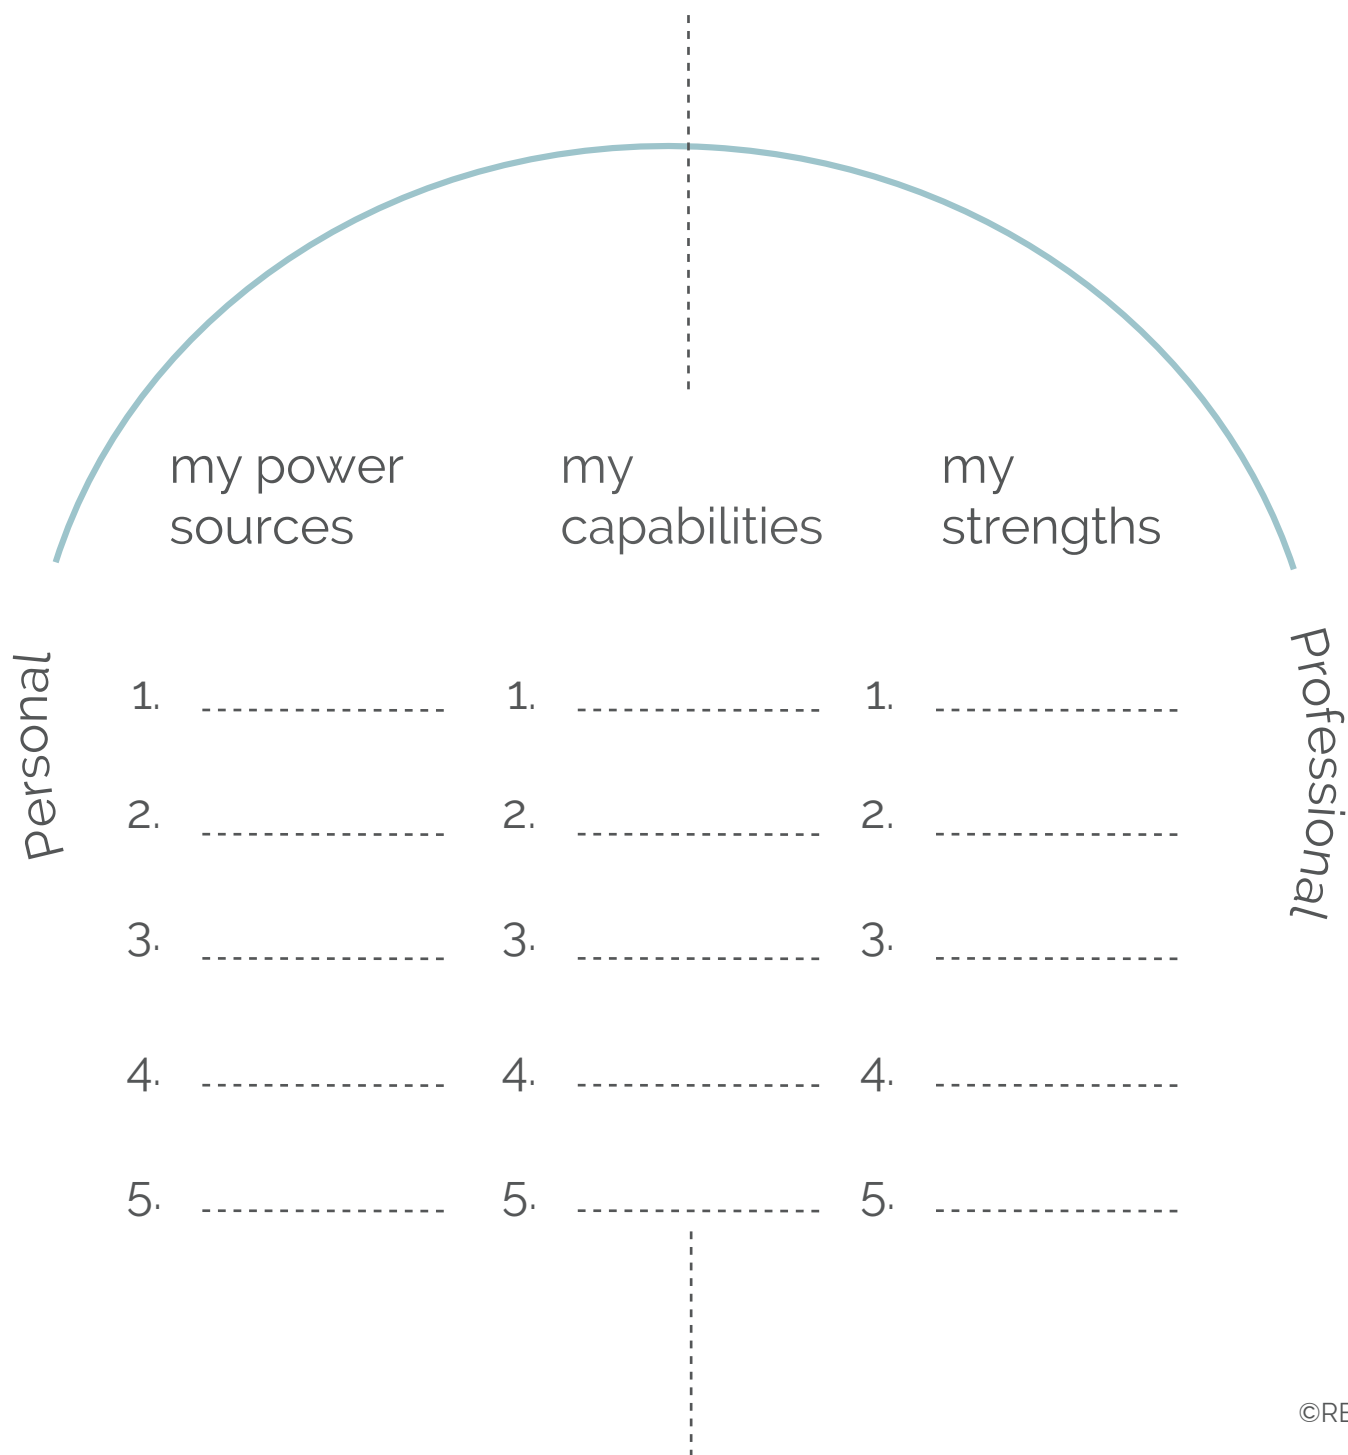 my power
sources
my
capabilities
my
strengths
Personal
Professional
1.
1.
1.
2.
2.
2.
3.
3.
3.
4.
4.
4.
5.
5.
5.
©RE